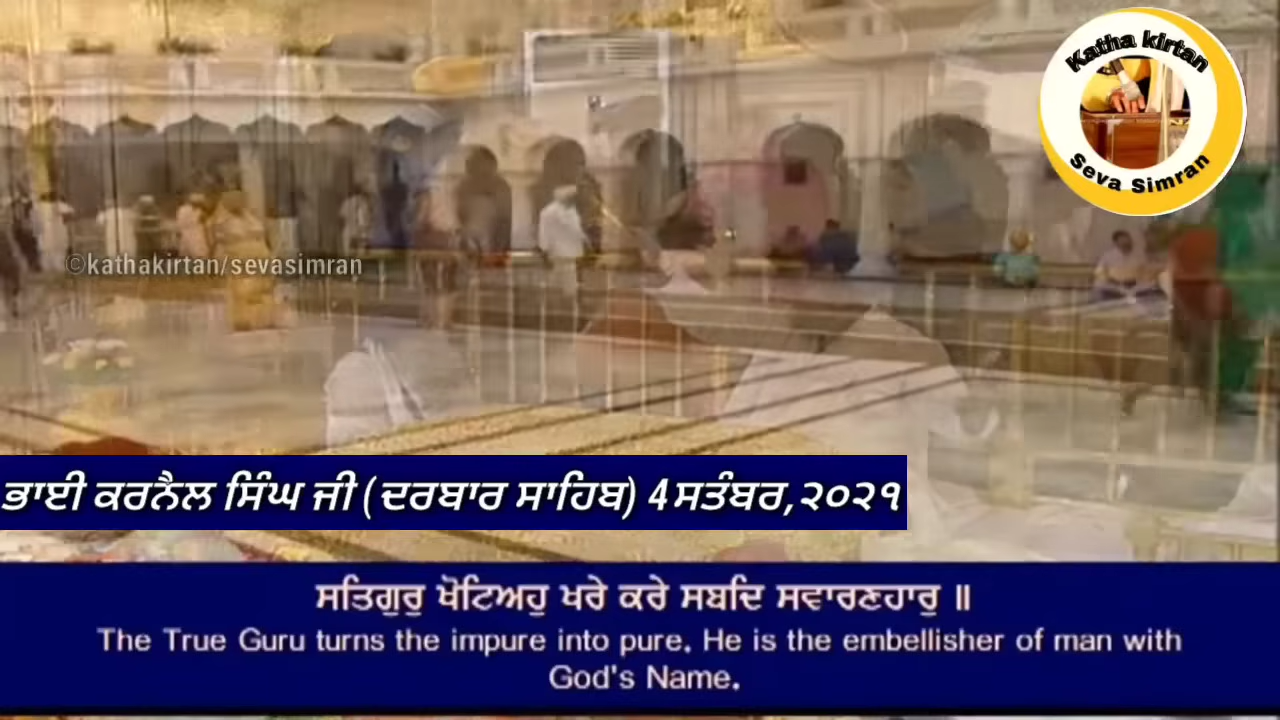 Katha kirtan
Seva Simran
©kathakirtan/sevasimran
ਭਾਈ ਕਰਨੈਲ ਸਿੰਘ ਜੀ (ਦਰਬਾਰ ਸਾਹਿਬ) 4 ਸਤੰਬਰ,੨੦੨੧
ਸਤਿਗੁਰੁ ਖੋਟਿਅਹੁ ਖਰੇ ਕਰੇ ਸਬਦਿ ਸਵਾਰਣਹਾਰੁ ॥
The True Guru turns the impure into pure. He is the embellisher of man with
God's Name.